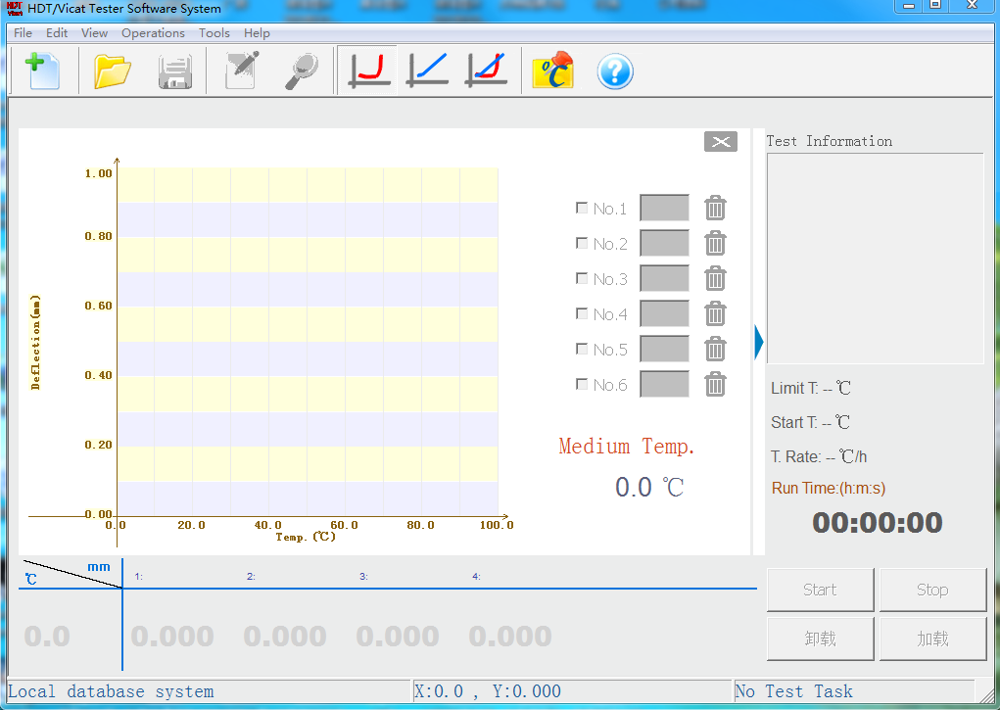 HDT/Vicat Tester Software System
File Edit View Operations Tools Help
℃
?
Test Information
1.00
0.80
0.60
0.40
0.20
0.00
Deflection(mm)
0.0 20.0 40.0 60.0 80.0 100.0
Temp.(℃)
No.1
No.2
No.3
No.4
No.5
No.6
Medium Temp.
0.0 ℃
Limit T: -- ℃
Start T: -- ℃
T. Rate: -- ℃/h
Run Time:(h:m:s)
00:00:00
mm
℃
1: 2: 3: 4:
0.0 0.000 0.000 0.000 0.000
Start Stop
卸载 加载
Local database system X:0.0 , Y:0.000 No Test Task